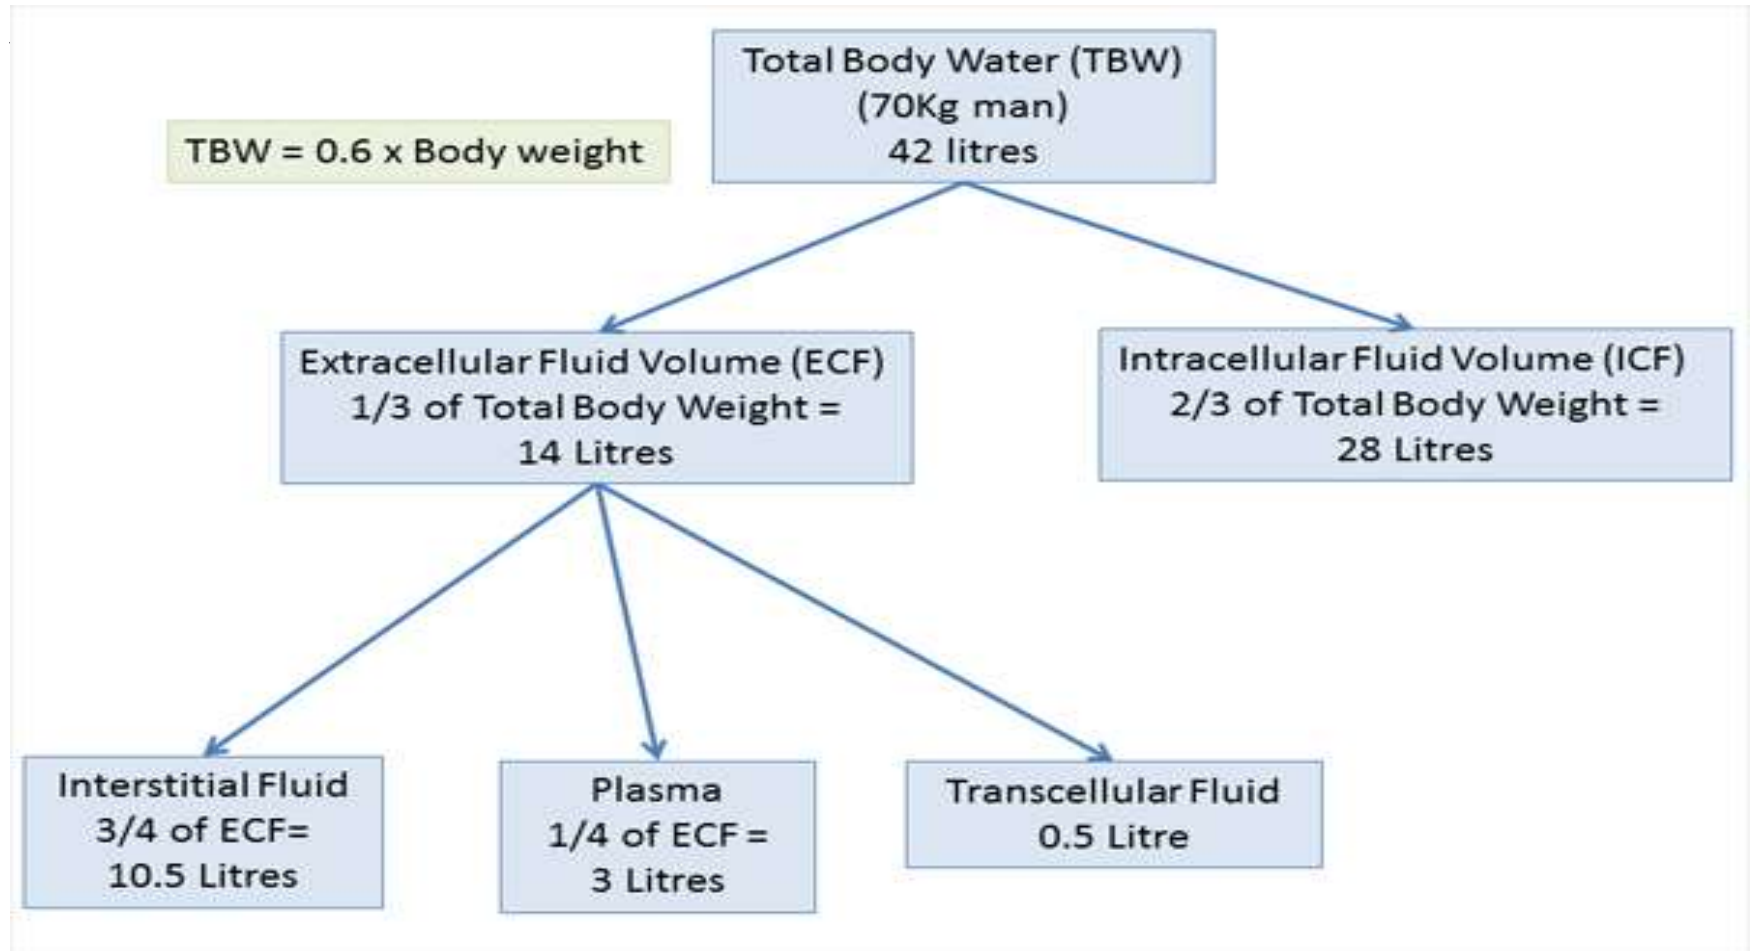 Total Body Water (TBW)
(70Kg man)
42 litres
TBW = 0.6 x Body weight
Extracellular Fluid Volume (ECF)
1/3 of Total Body Weight =
14 Litres
Intracellular Fluid Volume (ICF)
2/3 of Total Body Weight =
28 Litres
Interstitial Fluid
3/4 of ECF=
10.5 Litres
Plasma
1/4 of ECF =
3 Litres
Transcellular Fluid
0.5 Litre